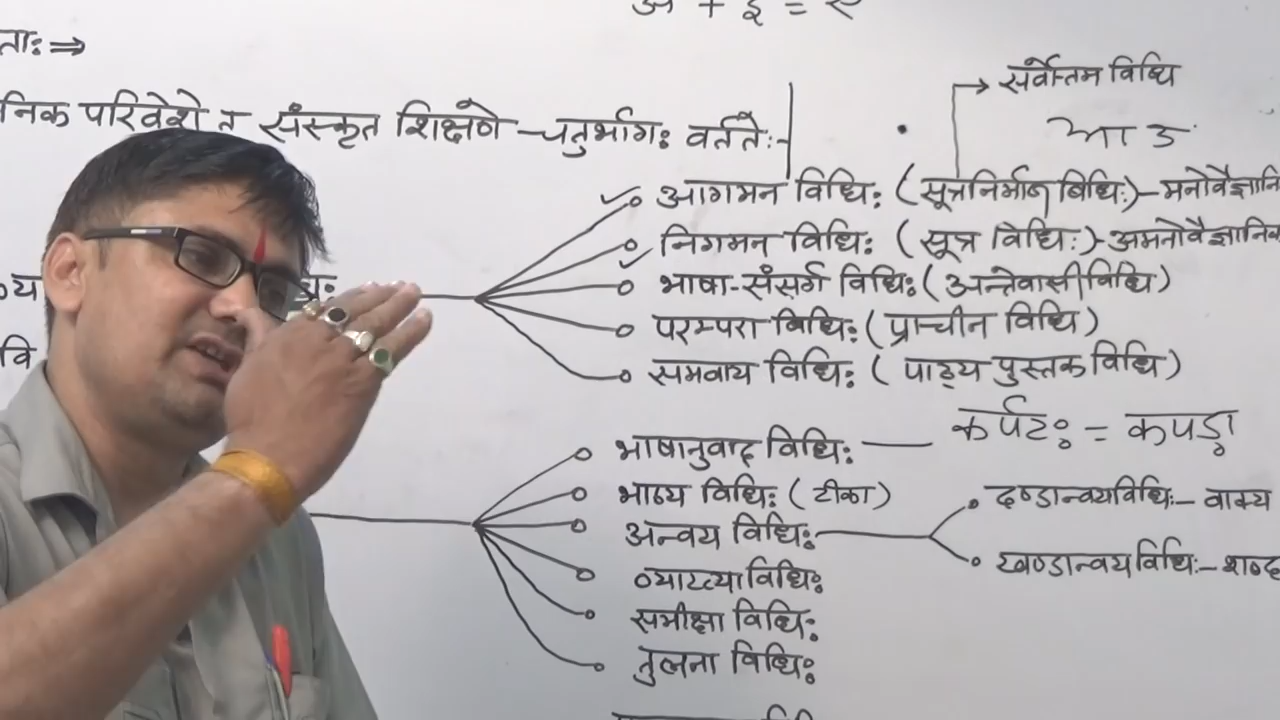 अ + इ = ए
ताः⇒
निक परिवेशे त संस्कृत शिक्षणे चतुर्भागः वर्तते:-
सर्वोत्तम विधि
आगमन विधिः (सूत्रनिर्माण विधिः)-मनोवैज्ञानि
निगमन विधिः (सूत्र विधिः)-अमनोवैज्ञानिक
भाषा-संसर्ग विधिः (अन्तेवासी विधि)
परम्परा विधिः (प्राचीन विधि)
समवाय विधिः (पाठ्य पुस्तक विधि)
वि
कर्पटः = कपड़ा
भाषानुवाद विधिः
भाष्य विधिः (टीका)
दण्डान्वयविधिः- वाक्य
अन्वय विधिः
खण्डान्वयविधिः- शब्द
व्याख्याविधिः
समीक्षा विधिः
तुलना विधिः